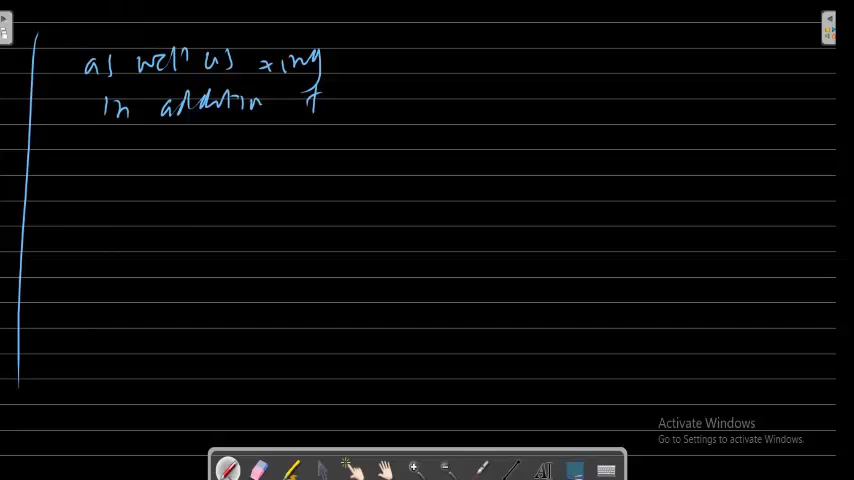 as well as +ing
in addition t
Activate Windows
Go to Settings to activate Windows.